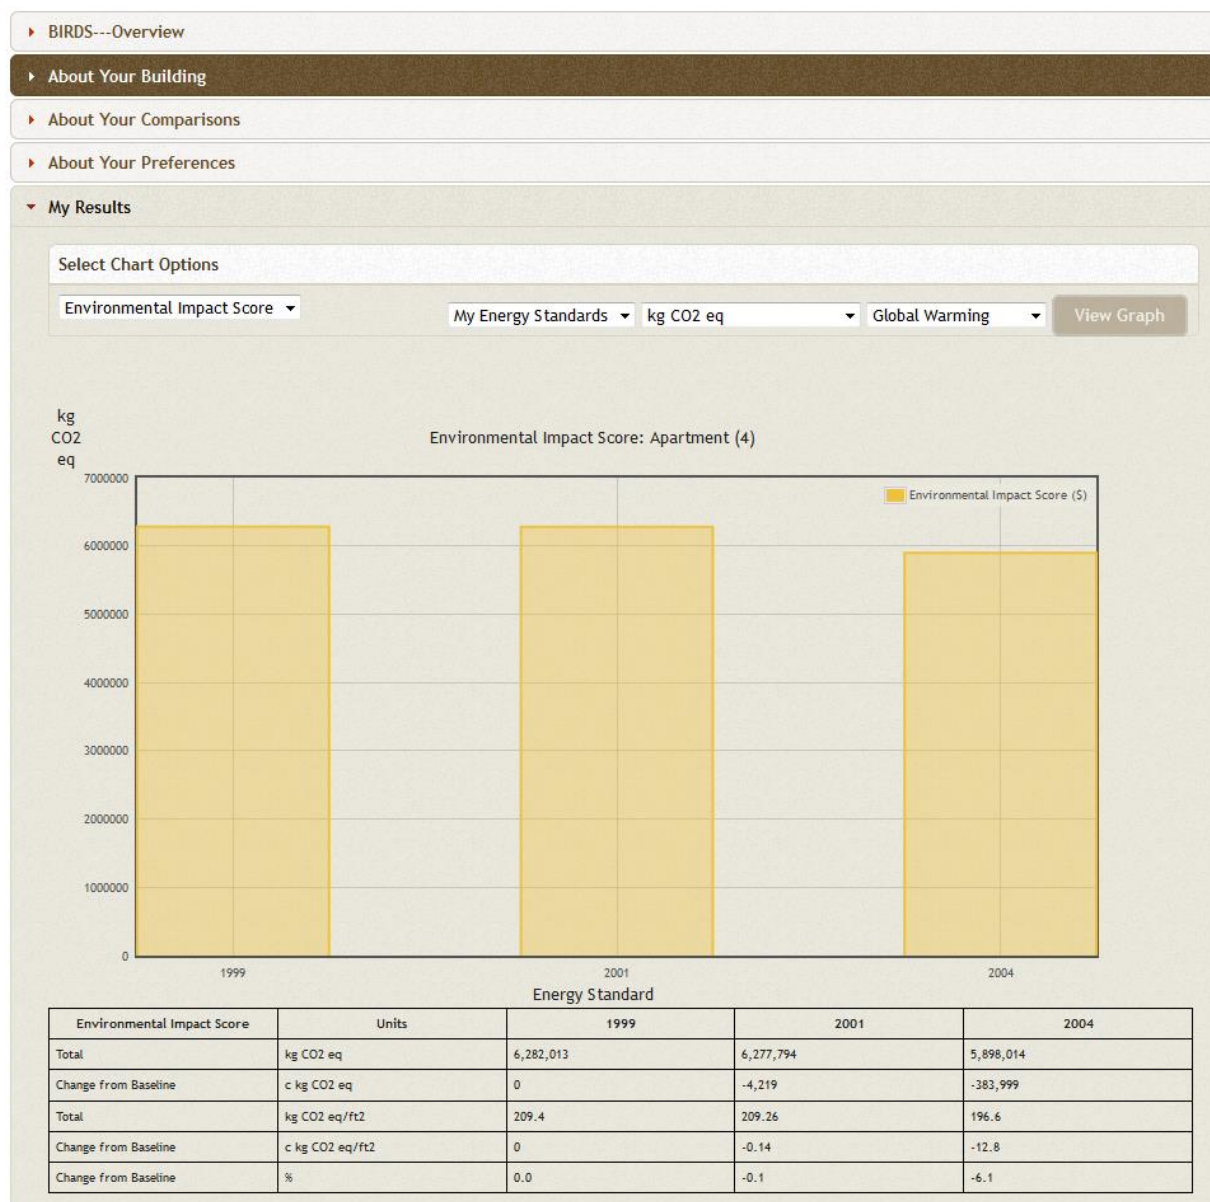 BIRDS---Overview
About Your Building
About Your Comparisons
About Your Preferences
My Results
Select Chart Options
Environmental Impact Score My Energy Standards kg CO2 eq Global Warming View Graph
kg
CO2
eq
Environmental Impact Score: Apartment (4)
Environmental Impact Score ($)
7000000
6000000
5000000
4000000
3000000
2000000
1000000
0
1999 2001 2004
Energy Standard
Environmental Impact Score Units 1999 2001 2004
Total kg CO2 eq 6,282,013 6,277,794 5,898,014
Change from Baseline c kg CO2 eq 0 -4,219 -383,999
Total kg CO2 eq/ft2 209.4 209.26 196.6
Change from Baseline c kg CO2 eq/ft2 0 -0.14 -12.8
Change from Baseline % 0.0 -0.1 -6.1